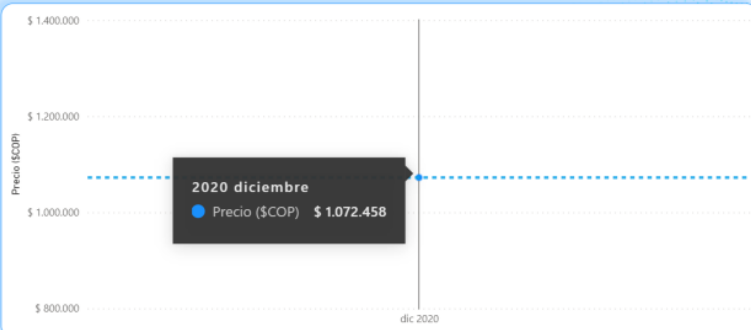 $ 1.400.000
$ 1.200.000
Precio ($COP)
2020 diciembre
Precio ($COP) $ 1.072.458
$ 1.000.000
$ 800.000
dic 2020